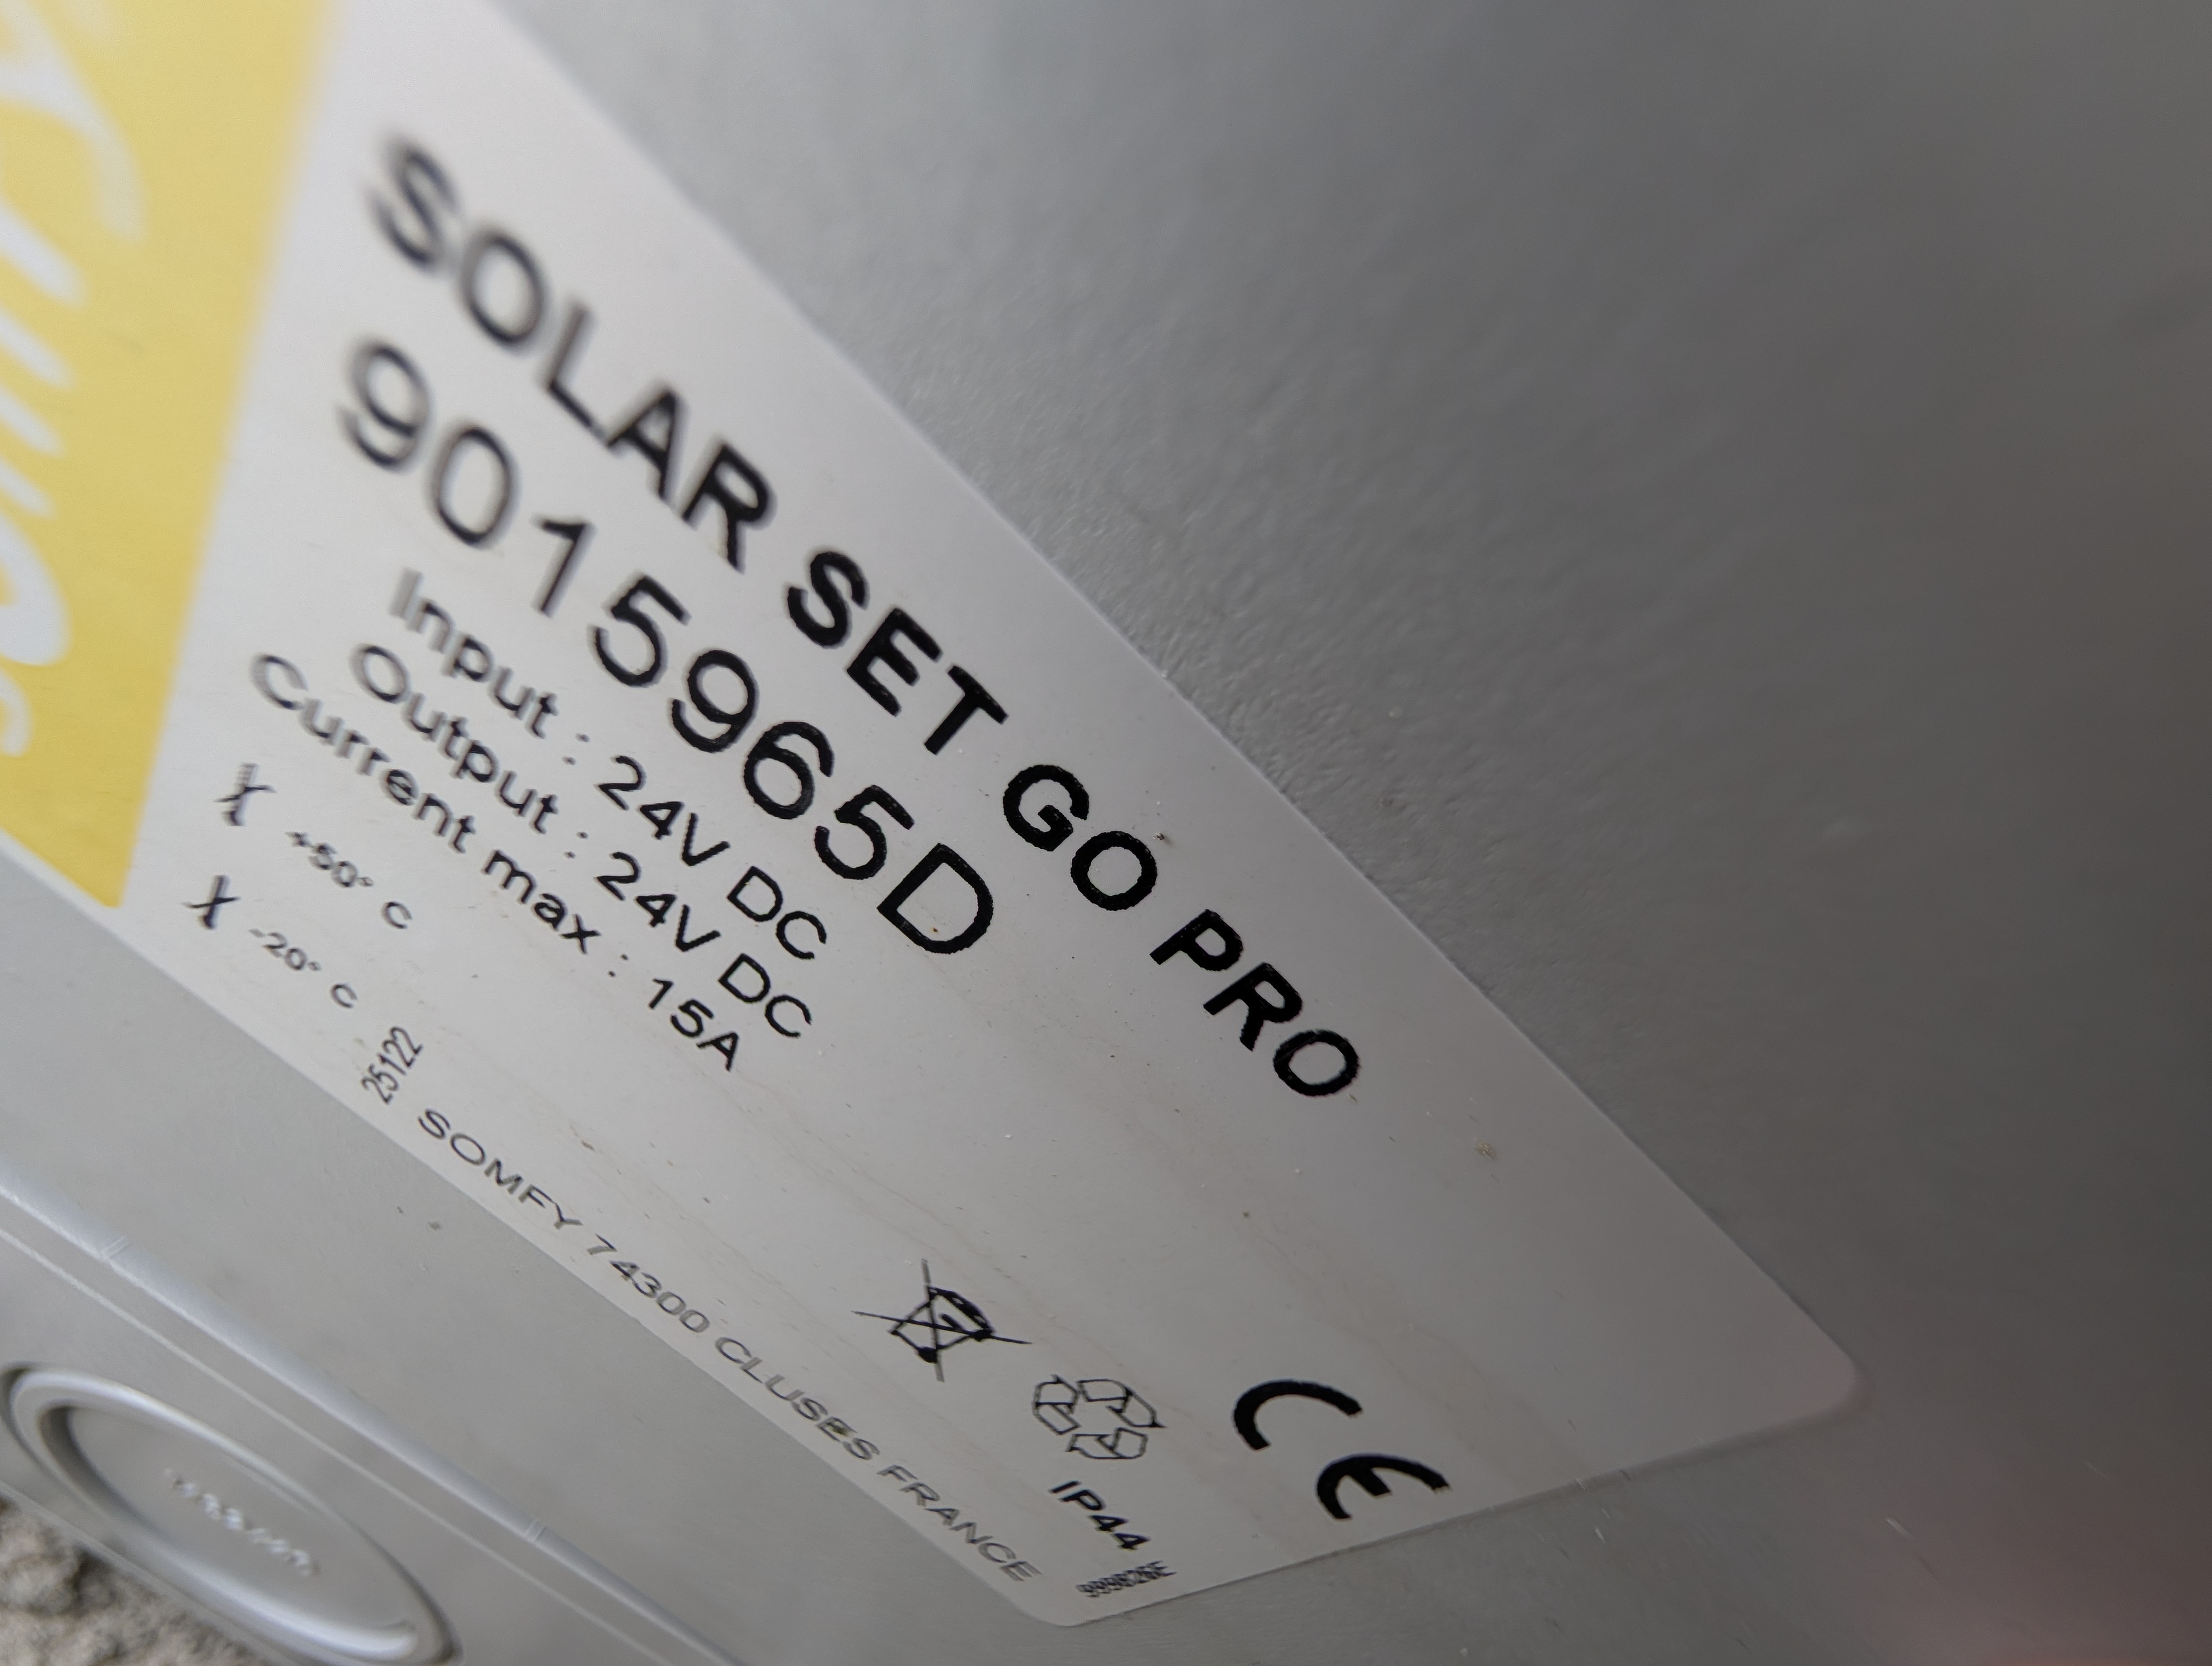 somfy
SOLAR SET GO PRO
9015965D
Input : 24V DC
Output : 24V DC
Current max : 15A
+50° C
-20° C
25122
SOMFY 74300 CLUSES FRANCE
CE
IP44